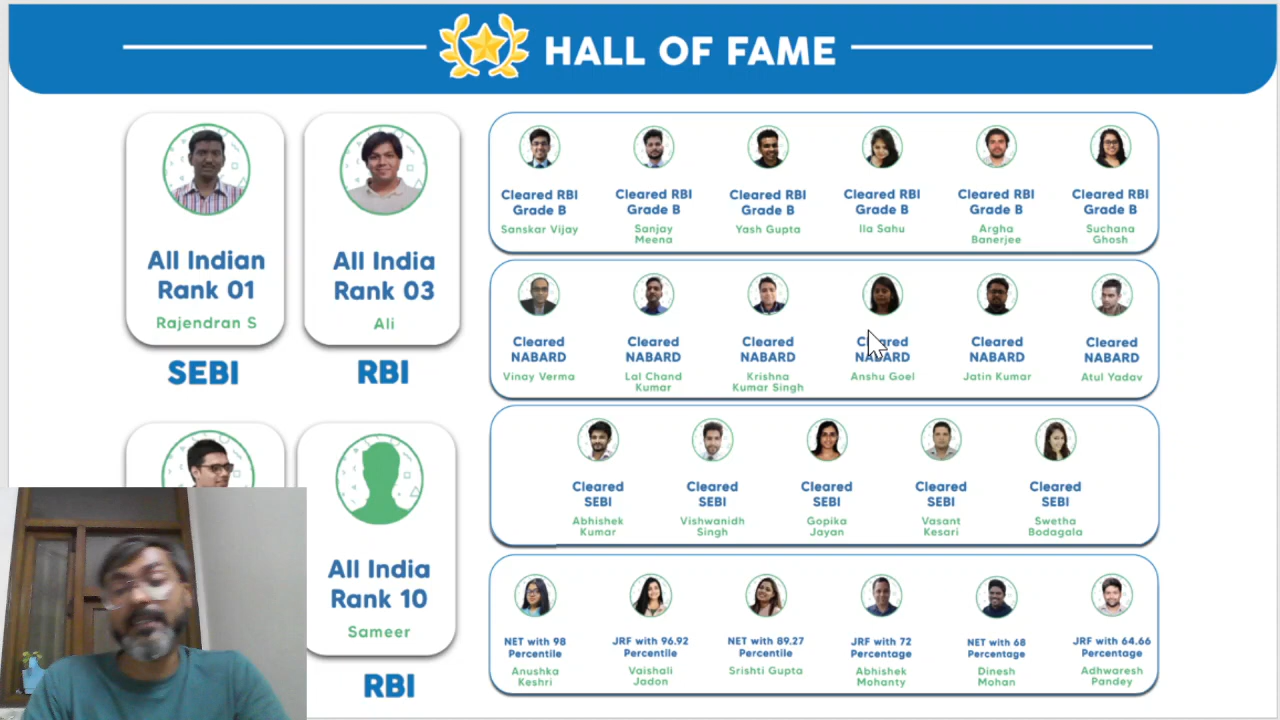 HALL OF FAME
All Indian
Rank 01
Rajendran S
SEBI
All India
Rank 03
Ali
RBI
All India
Rank 10
Sameer
RBI
Cleared RBI
Grade B
Sanskar Vijay
Cleared RBI
Grade B
Sanjay
Meena
Cleared RBI
Grade B
Yash Gupta
Cleared RBI
Grade B
Ila Sahu
Cleared RBI
Grade B
Argha
Banerjee
Cleared RBI
Grade B
Suchana
Ghosh
Cleared
NABARD
Vinay Verma
Cleared
NABARD
Lal Chand
Kumar
Cleared
NABARD
Krishna
Kumar Singh
Cleared
NABARD
Anshu Goel
Cleared
NABARD
Jatin Kumar
Cleared
NABARD
Atul Yadav
Cleared
SEBI
Abhishek
Kumar
Cleared
SEBI
Vishwanidh
Singh
Cleared
SEBI
Gopika
Jayan
Cleared
SEBI
Vasant
Kesari
Cleared
SEBI
Swetha
Bodagala
NET with 98
Percentile
Anushka
Keshri
JRF with 96.92
Percentile
Vaishali
Jadon
NET with 89.27
Percentile
Srishti Gupta
JRF with 72
Percentage
Abhishek
Mohanty
NET with 68
Percentage
Dinesh
Mohan
JRF with 64.66
Percentage
Adhwaresh
Pandey